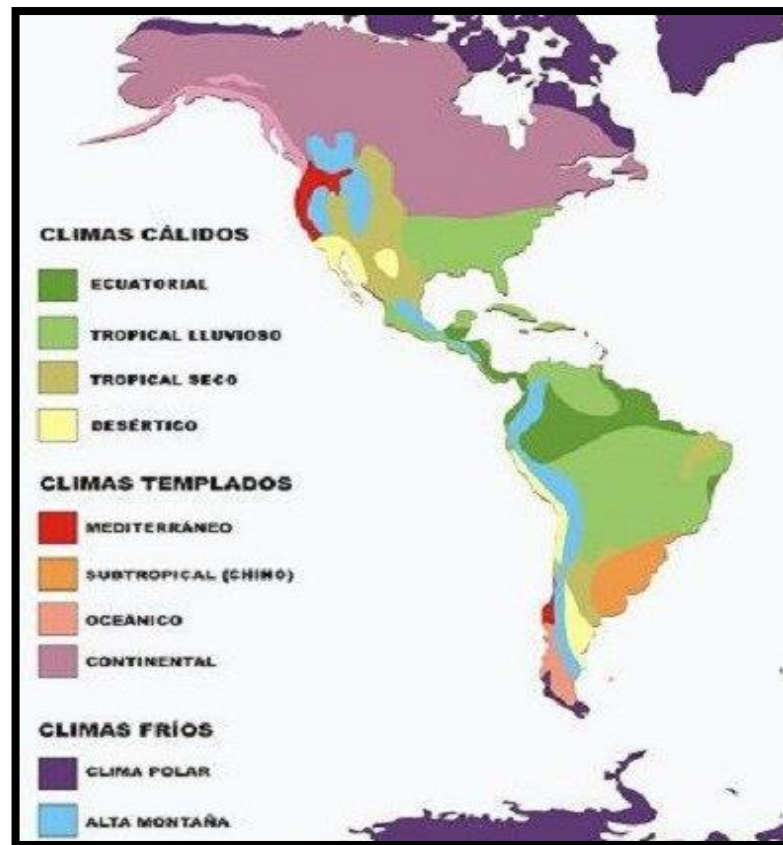 CLIMAS CÁLIDOS
ECUATORIAL
TROPICAL LLUVIOSO
TROPICAL SECO
DESÉRTICO
CLIMAS TEMPLADOS
MEDITERRÁNEO
SUBTROPICAL (CHINO)
OCEÁNICO
CONTINENTAL
CLIMAS FRÍOS
CLIMA POLAR
ALTA MONTAÑA